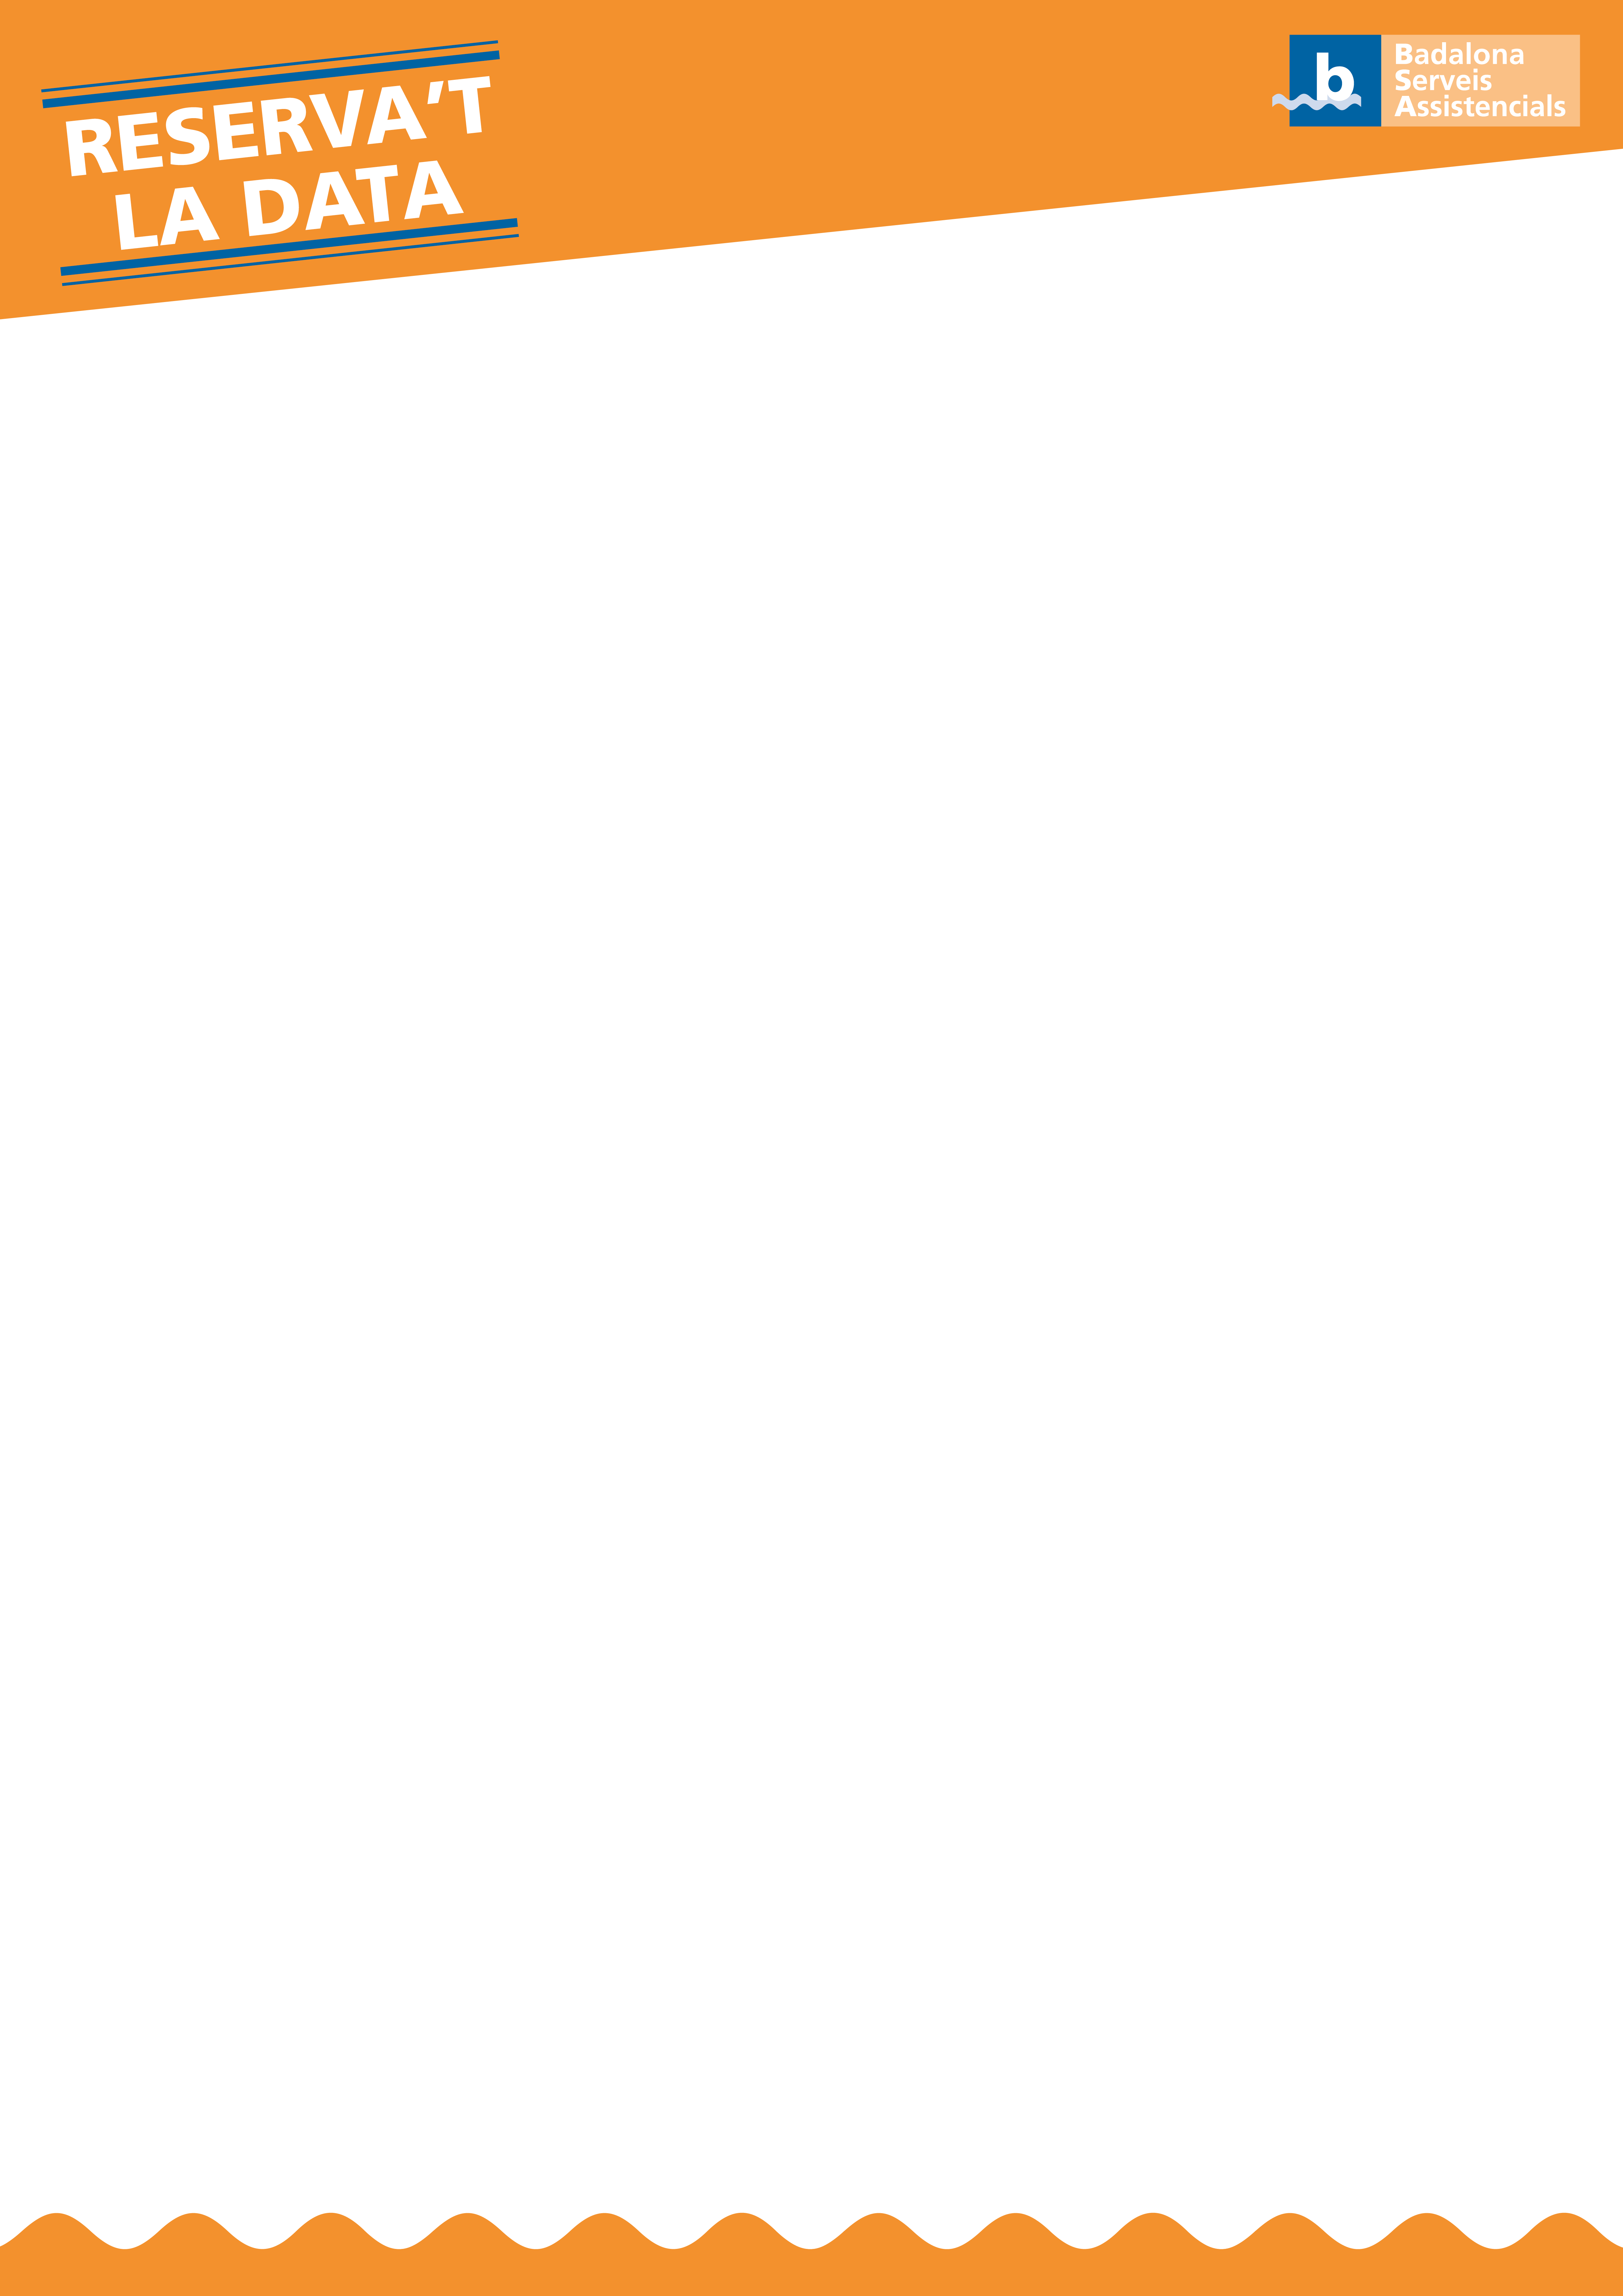 RESERVA’T
LA DATA
b
Badalona
Serveis
Assistencials